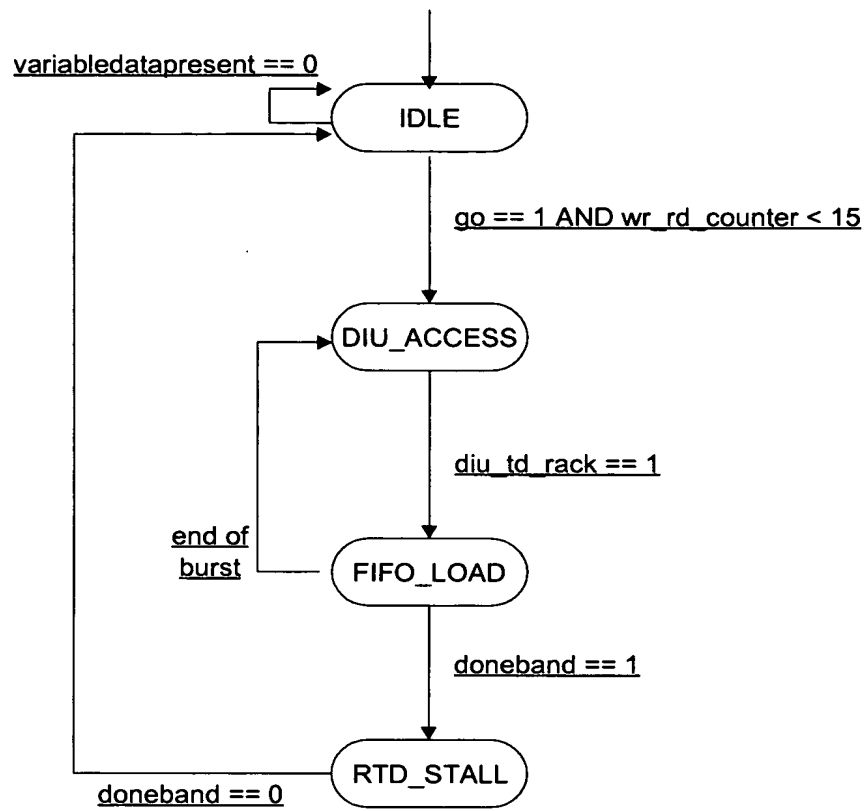 variabledatapresent == 0
IDLE
go == 1 AND wr_rd_counter < 15
DIU_ACCESS
diu_td_rack == 1
end of
burst
FIFO_LOAD
doneband == 1
RTD_STALL
doneband == 0